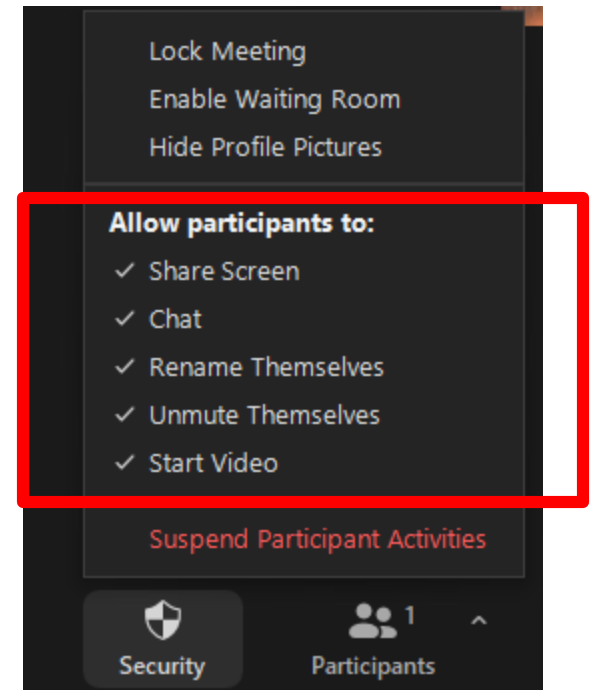 Lock Meeting
Enable Waiting Room
Hide Profile Pictures
Allow participants to:
Share Screen
Chat
Rename Themselves
Unmute Themselves
Start Video
Suspend Participant Activities
1
Security Participants